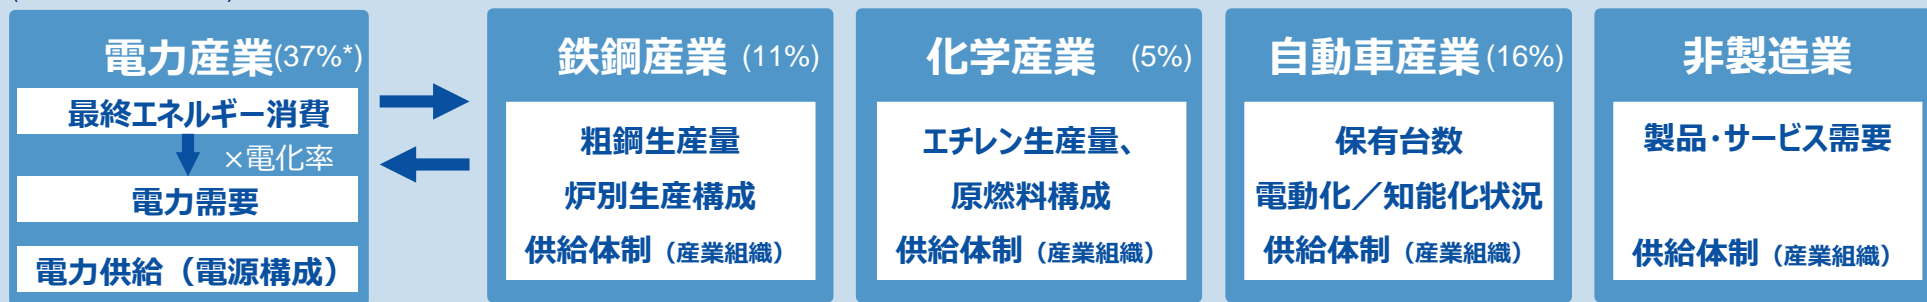 電力産業(37%*)
最終エネルギー消費
×電化率
電力需要
電力供給（電源構成）
鉄鋼産業 (11%)
粗鋼生産量
炉別生産構成
供給体制（産業組織）
化学産業 (5%)
エチレン生産量、
原燃料構成
供給体制（産業組織）
自動車産業(16%)
保有台数
電動化／知能化状況
供給体制（産業組織）
非製造業
製品・サービス需要
供給体制（産業組織）